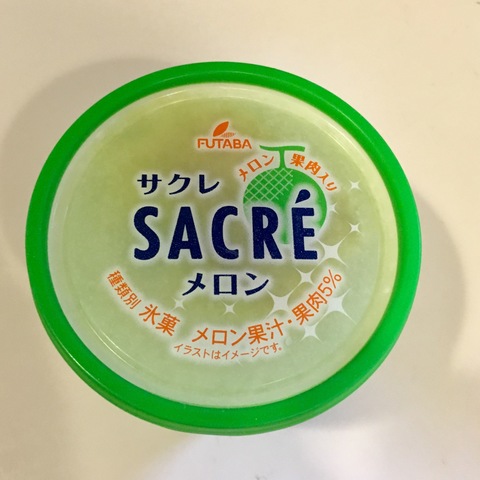 FUTABA
メロン果肉入り
サクレ
SACRÉ
メロン
種類別 氷菓 メロン果汁・果肉5%
イラストはイメージです。